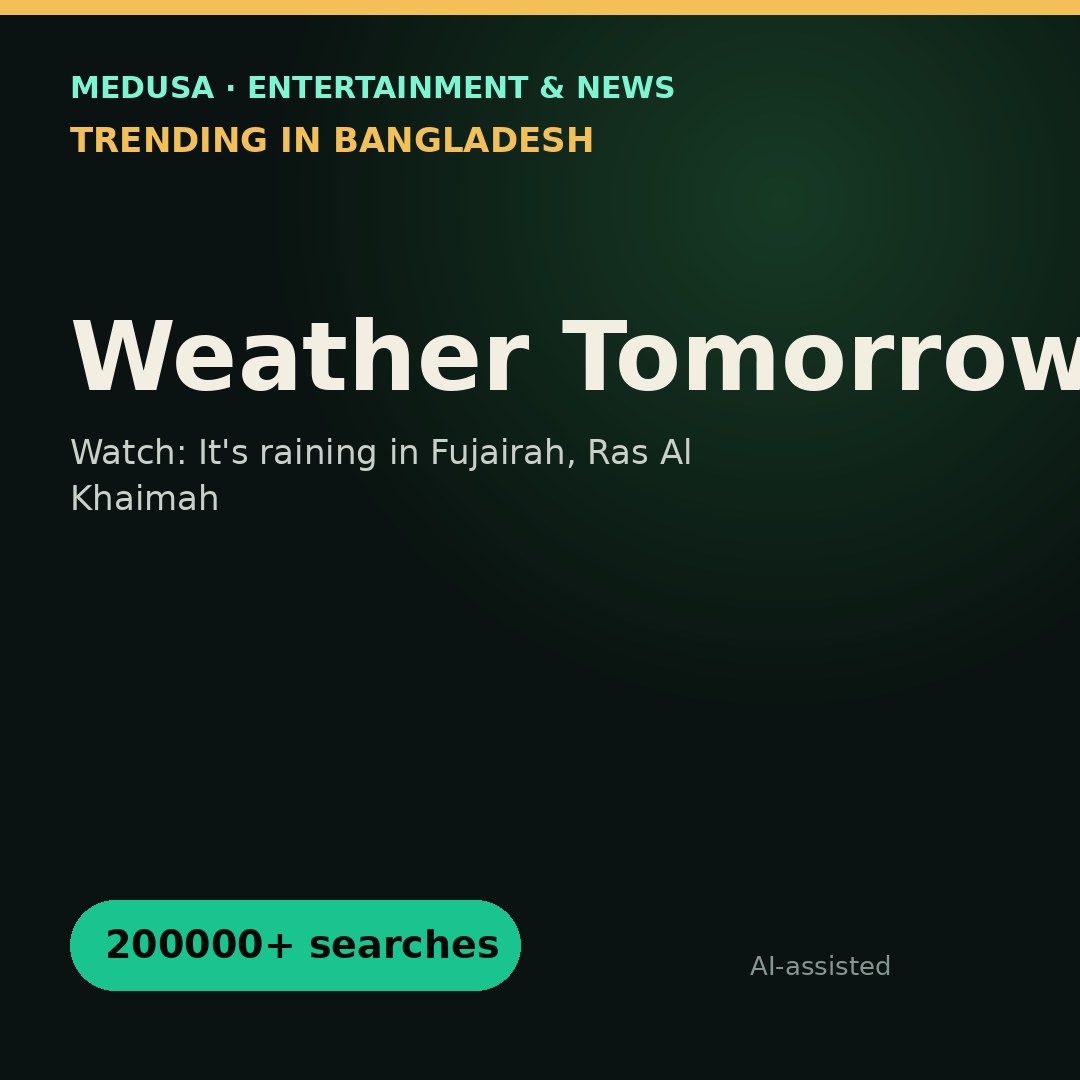 MEDUSA · ENTERTAINMENT & NEWS
TRENDING IN BANGLADESH
Weather Tomorrow
Watch: It's raining in Fujairah, Ras Al
Khaimah
200000+ searches
AI-assisted